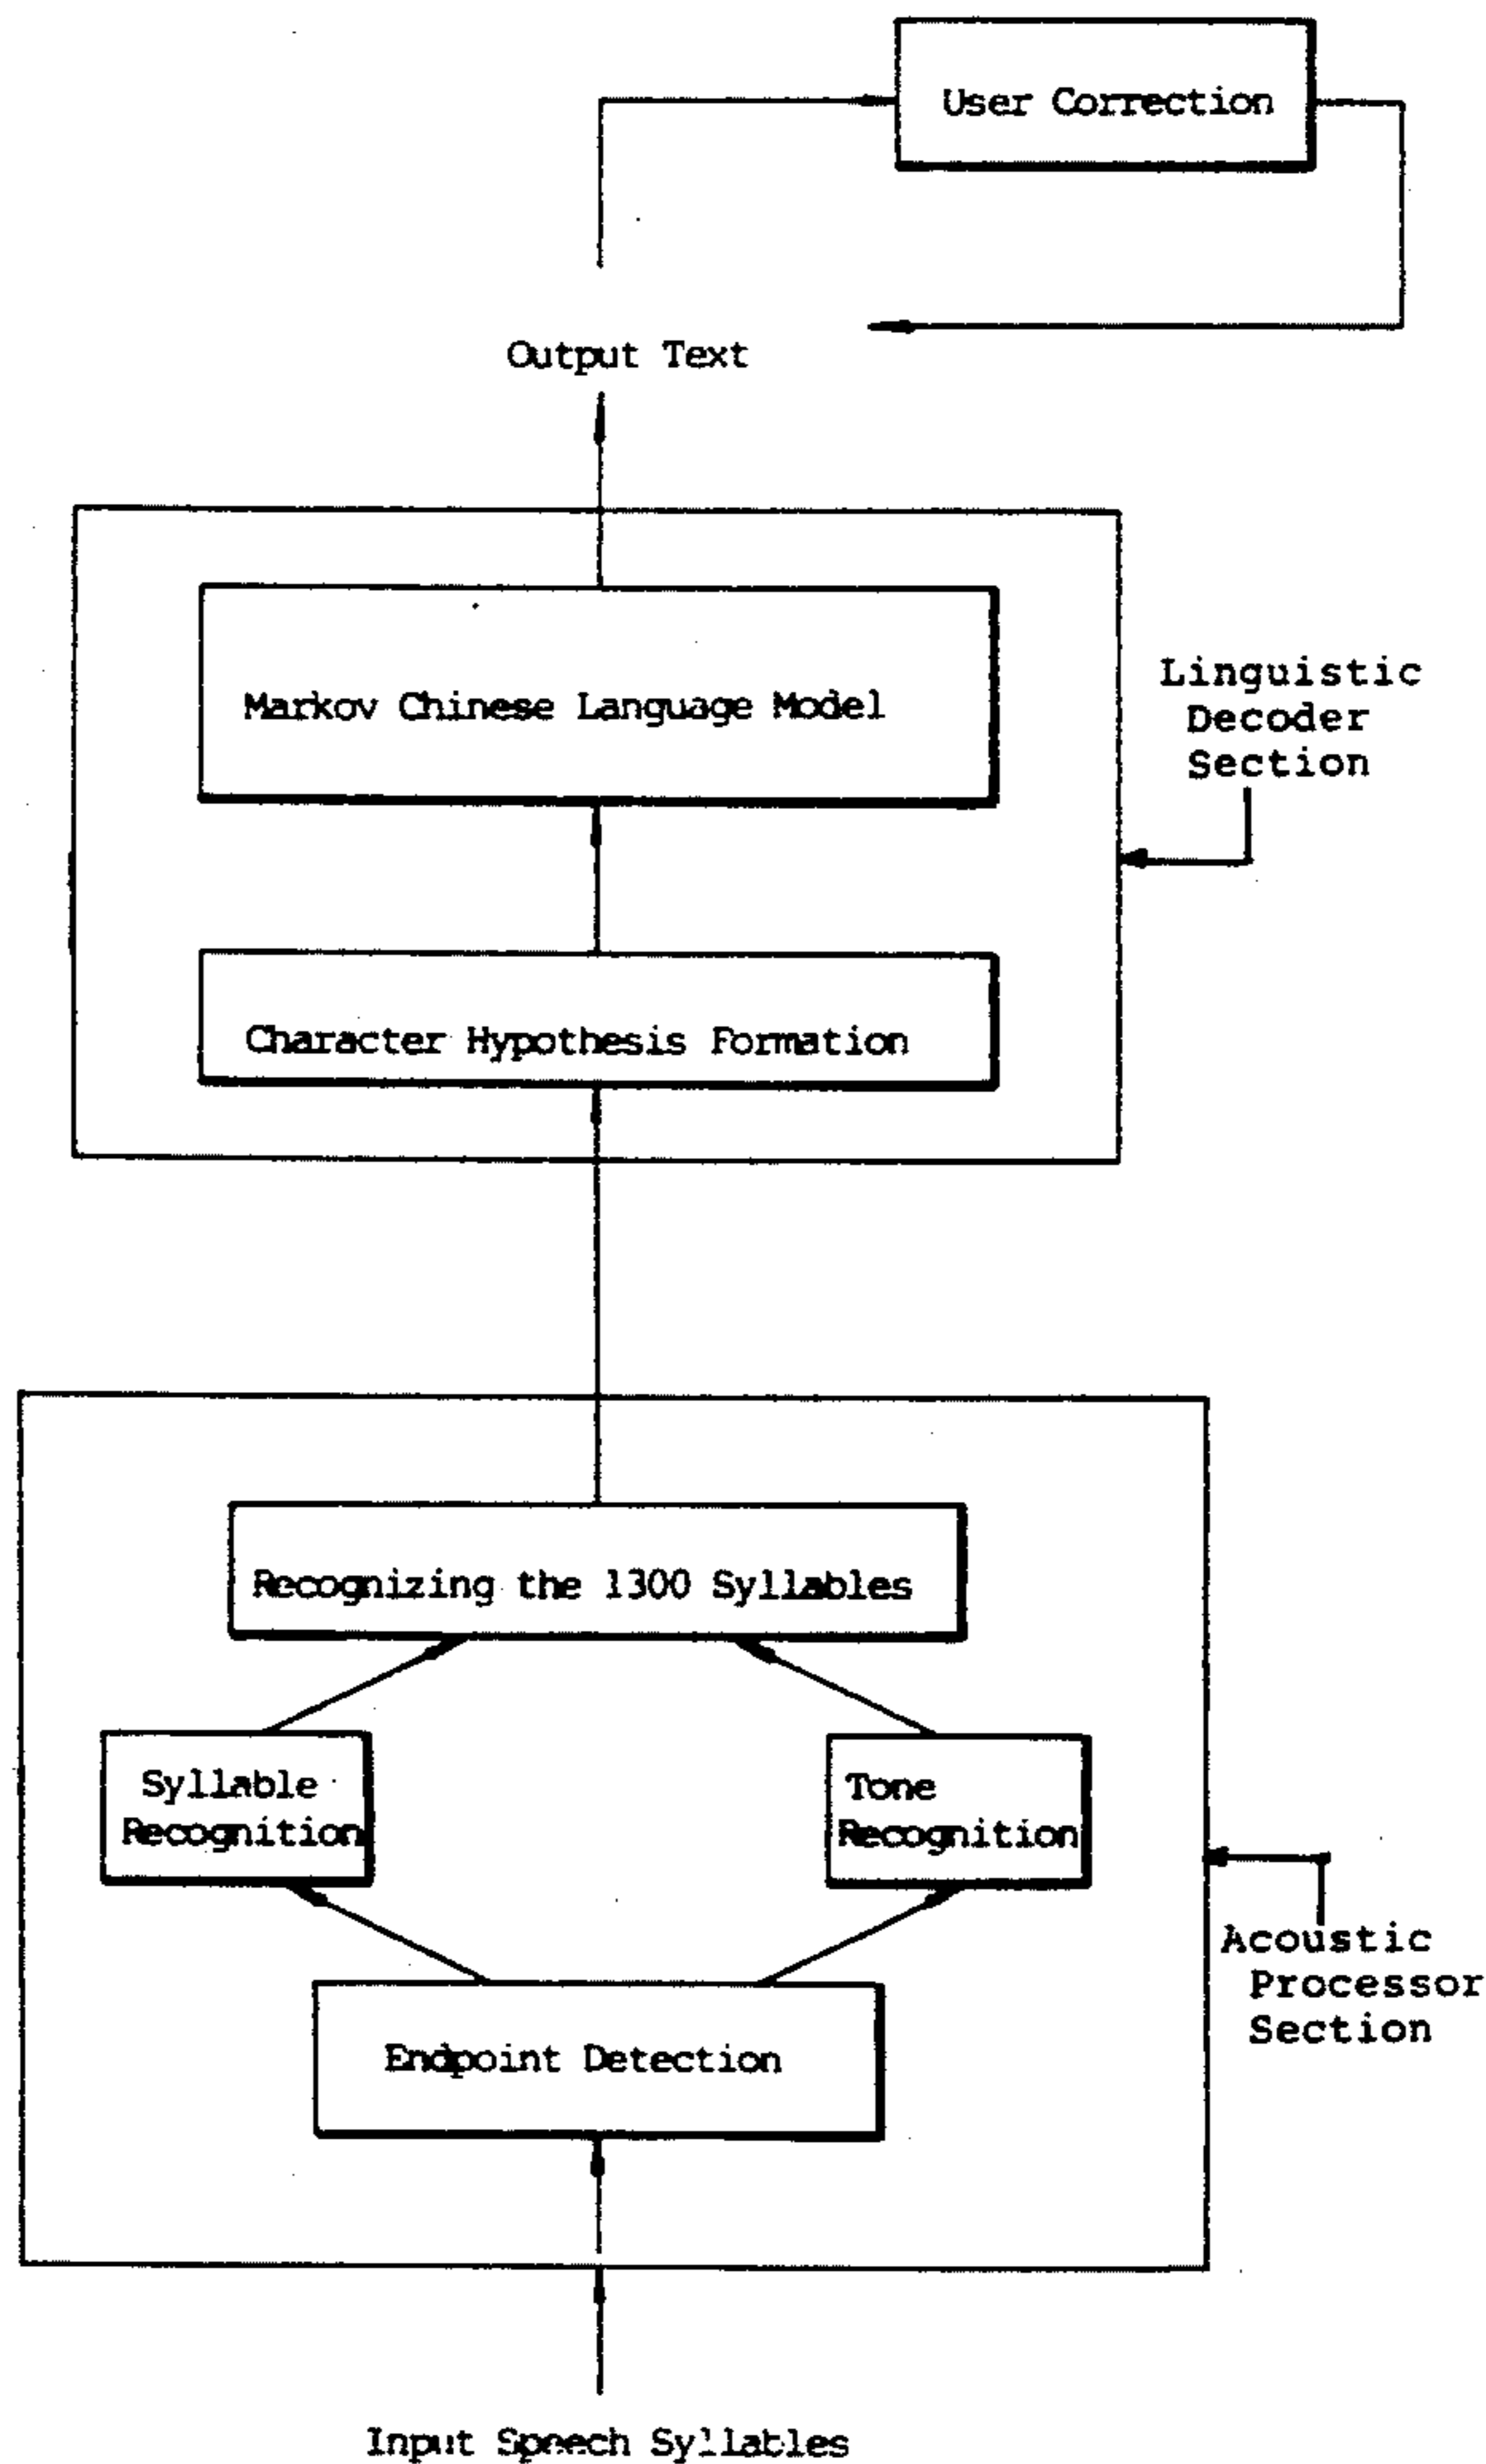 User Correction
Output Text
Markov Chinese Language Model
Linguistic
Decoder
Section
Character Hypothesis Formation
Recognizing the 1300 Syllables
Syllable
Recognition
Tone
Recognition
Acoustic
Processor
Section
Endpoint Detection
Input Speech Syllables